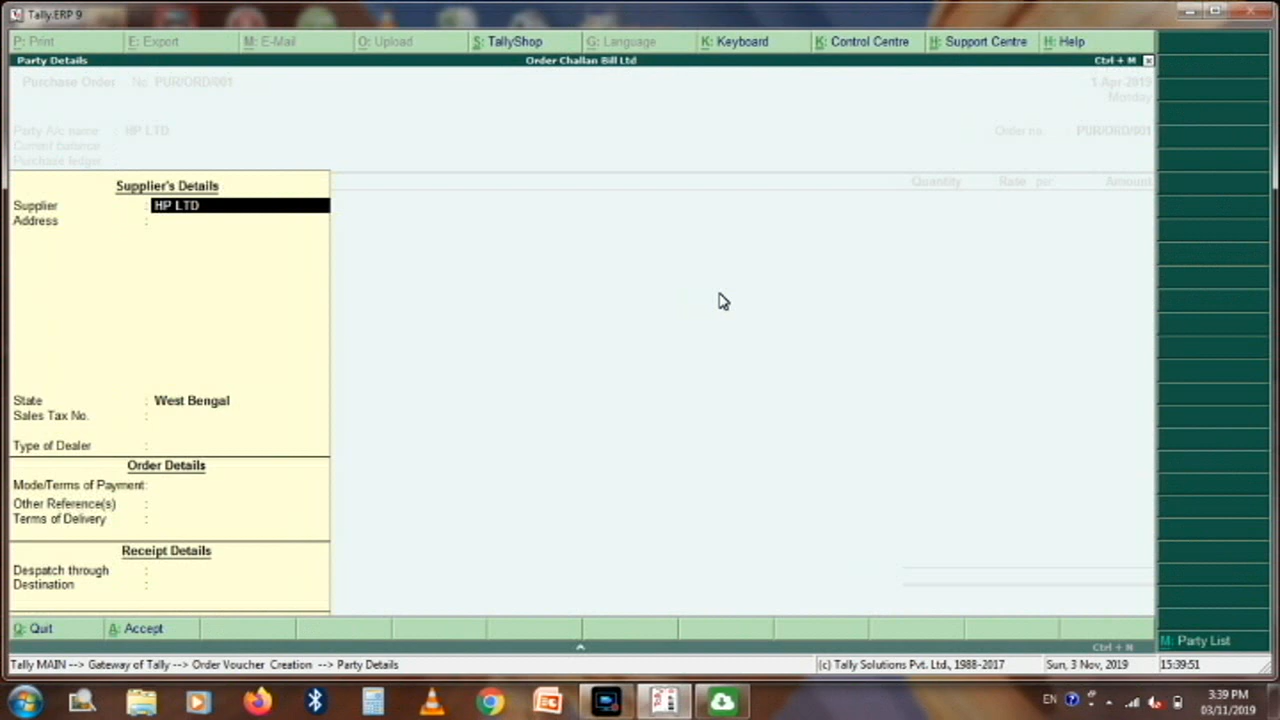 Tally.ERP 9
P: Print E: Export M: E-Mail O: Upload S: TallyShop G: Language K: Keyboard K: Control Centre H: Support Centre H: Help
Party Details Order Challan Bill Ltd Ctrl + M
Purchase Order No. PUR/ORD/001 1-Apr-2019
Monday
Party A/c name : HP LTD Order no. : PUR/ORD/001
Current balance :
Purchase ledger :
Quantity Rate per Amount
Supplier's Details
Supplier : HP LTD
Address :
State : West Bengal
Sales Tax No. :
Type of Dealer :
Order Details
Mode/Terms of Payment:
Other Reference(s) :
Terms of Delivery :
Receipt Details
Despatch through :
Destination :
Q: Quit A: Accept
M: Party List
Ctrl + N
Tally MAIN --> Gateway of Tally --> Order Voucher Creation --> Party Details (c) Tally Solutions Pvt. Ltd., 1988-2017 Sun, 3 Nov, 2019 15:39:51
EN 3:39 PM
03/11/2019